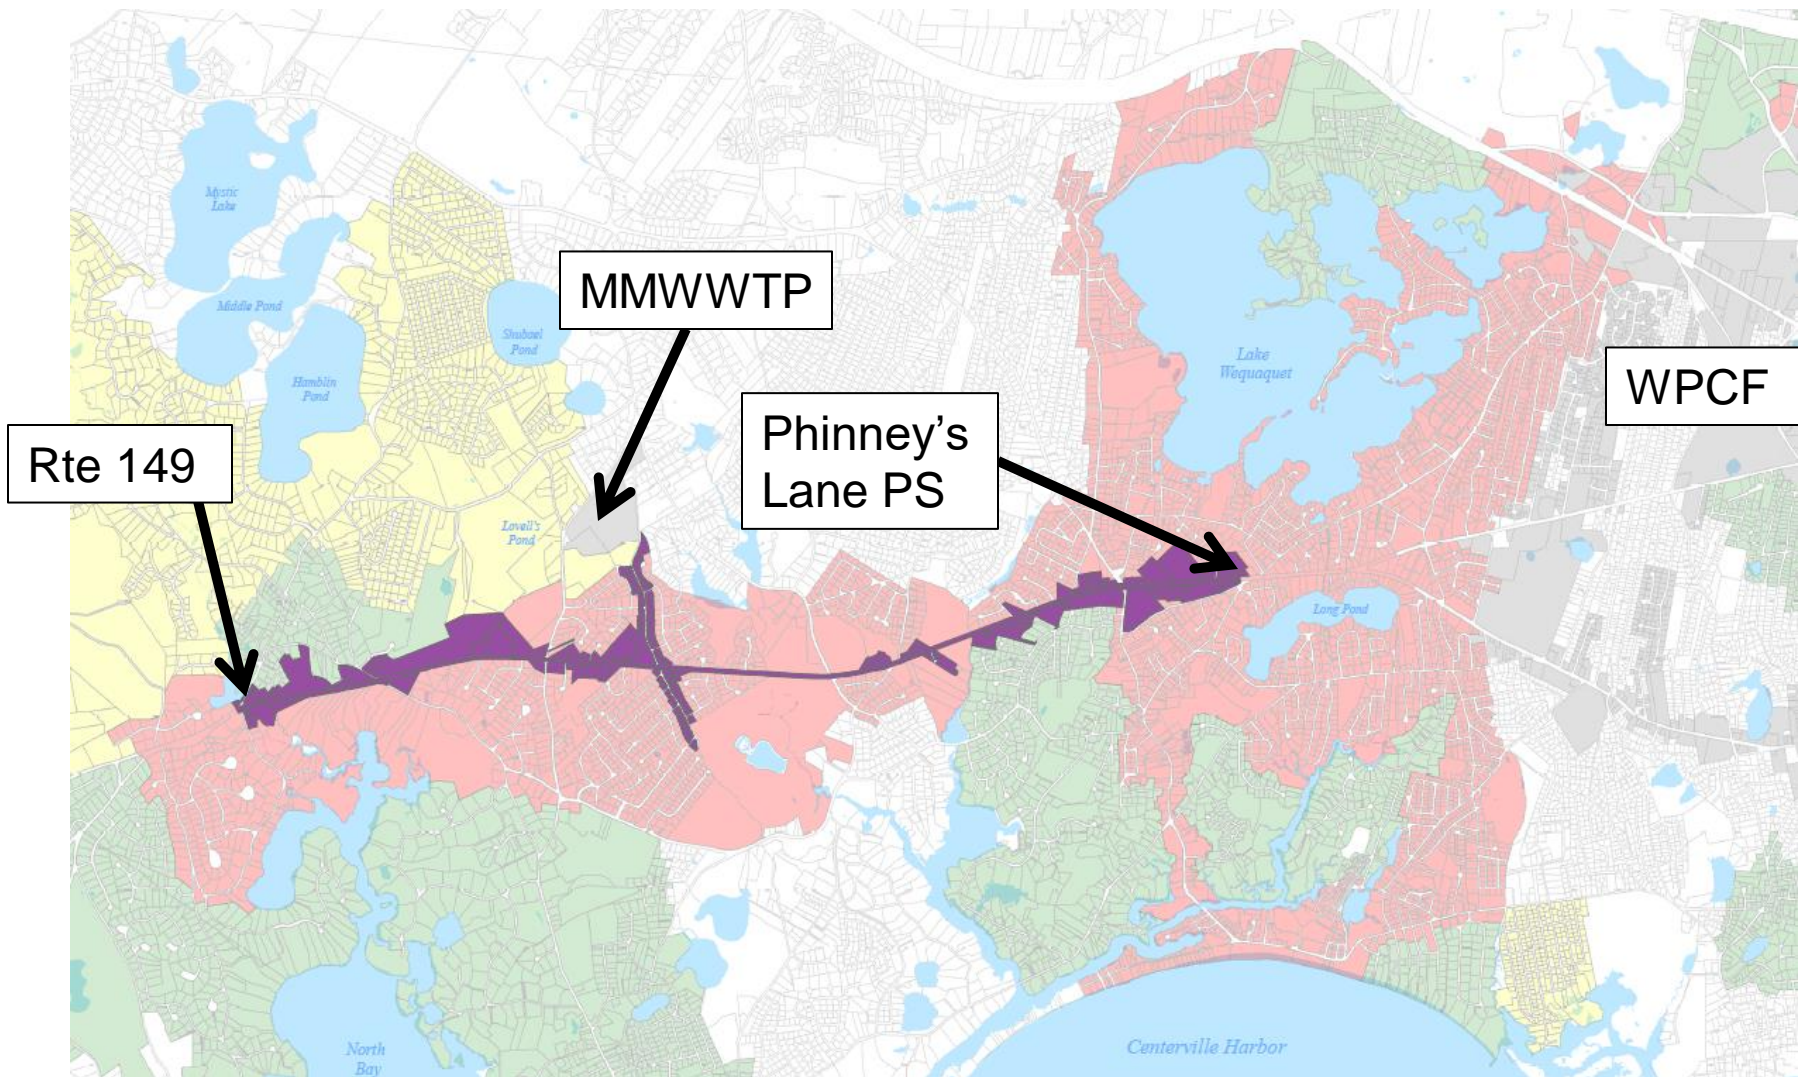 Mystic
Lake
MMWWTP
Middle Pond
Shubael
Pond
Lake
Wequaquet
WPCF
Hamblin
Pond
Phinney's
Lane PS
Rte 149
Lovell's
Pond
Long Pond
North
Bay
Centerville Harbor